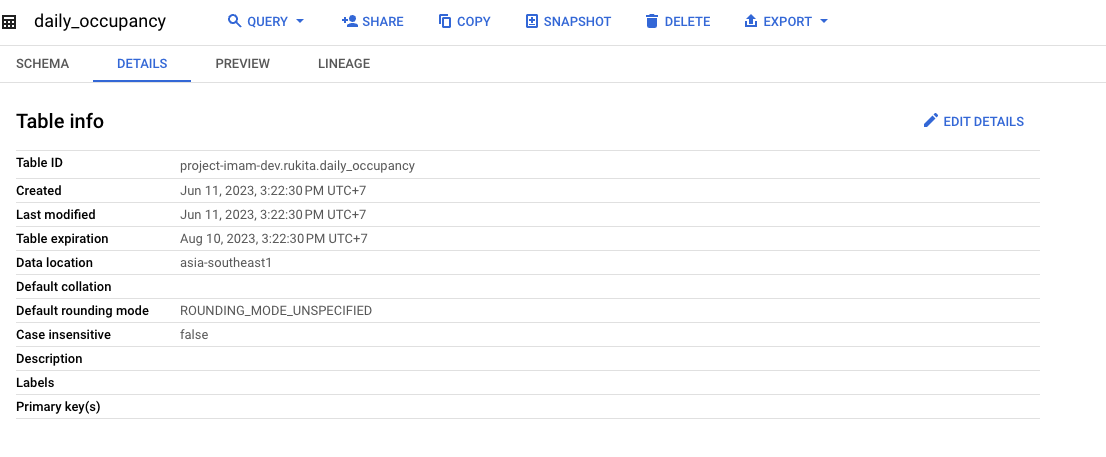 daily_occupancy QUERY SHARE COPY SNAPSHOT DELETE EXPORT
SCHEMA DETAILS PREVIEW LINEAGE
Table info EDIT DETAILS
Table ID project-imam-dev.rukita.daily_occupancy
Created Jun 11, 2023, 3:22:30 PM UTC+7
Last modified Jun 11, 2023, 3:22:30 PM UTC+7
Table expiration Aug 10, 2023, 3:22:30 PM UTC+7
Data location asia-southeast1
Default collation
Default rounding mode ROUNDING_MODE_UNSPECIFIED
Case insensitive false
Description
Labels
Primary key(s)